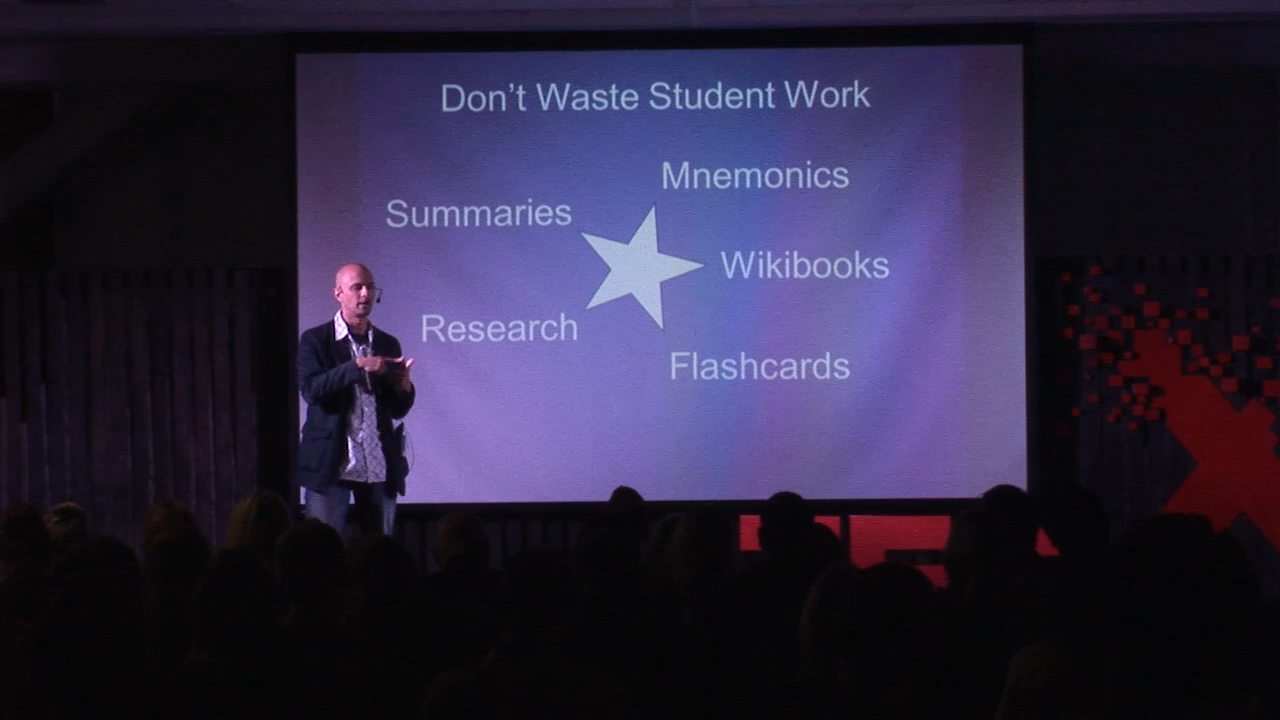 Don't Waste Student Work
Mnemonics
Summaries
Wikibooks
Research
Flashcards